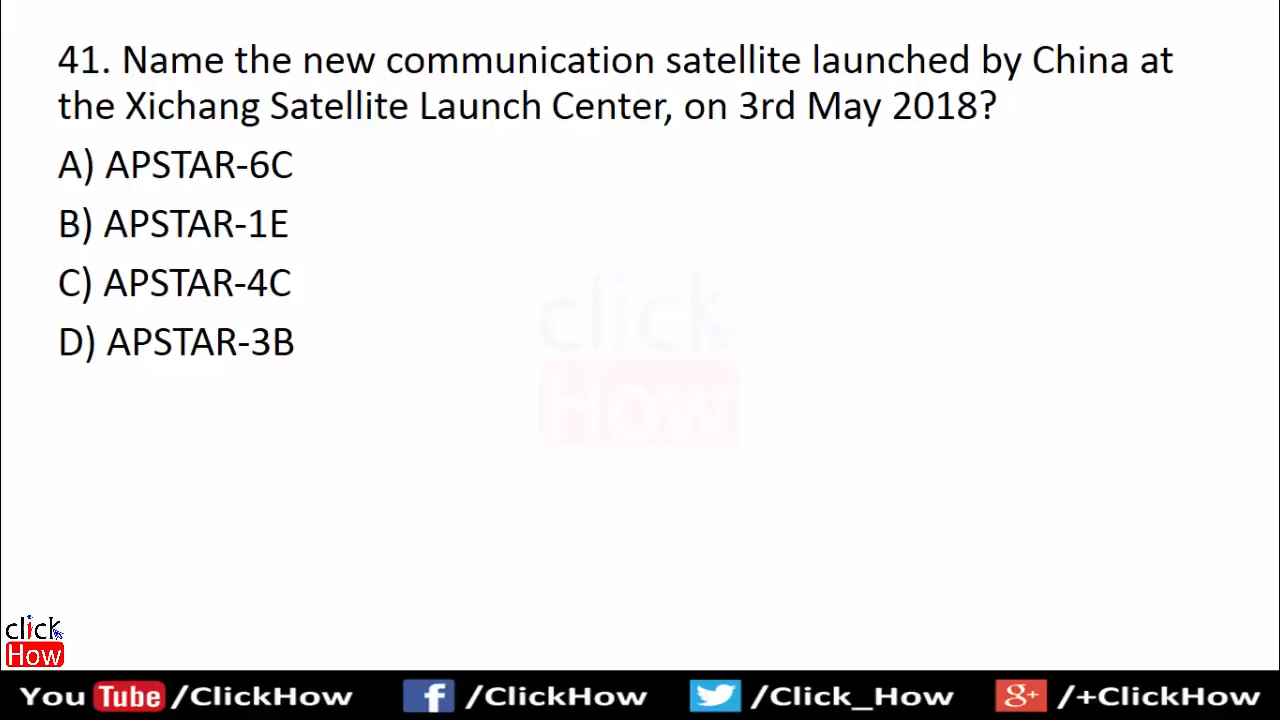 41. Name the new communication satellite launched by China at
the Xichang Satellite Launch Center, on 3rd May 2018?
A) APSTAR-6C
B) APSTAR-1E
C) APSTAR-4C
D) APSTAR-3B
click
How
click
How
You Tube /ClickHow f /ClickHow /Click_How g+ /+ClickHow